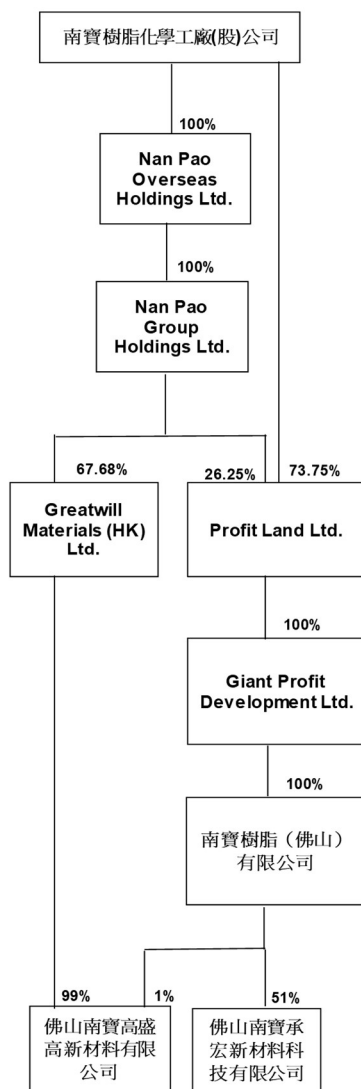 南寶樹脂化學工廠(股)公司
100%
Nan Pao
Overseas
Holdings Ltd.
100%
Nan Pao
Group
Holdings Ltd.
67.68%
26.25%
73.75%
Greatwill
Materials (HK)
Ltd.
Profit Land Ltd.
100%
Giant Profit
Development Ltd.
100%
南寶樹脂（佛山）
有限公司
99%
1%
51%
佛山南寶高盛
高新材料有限
公司
佛山南寶承
宏新材料科
技有限公司